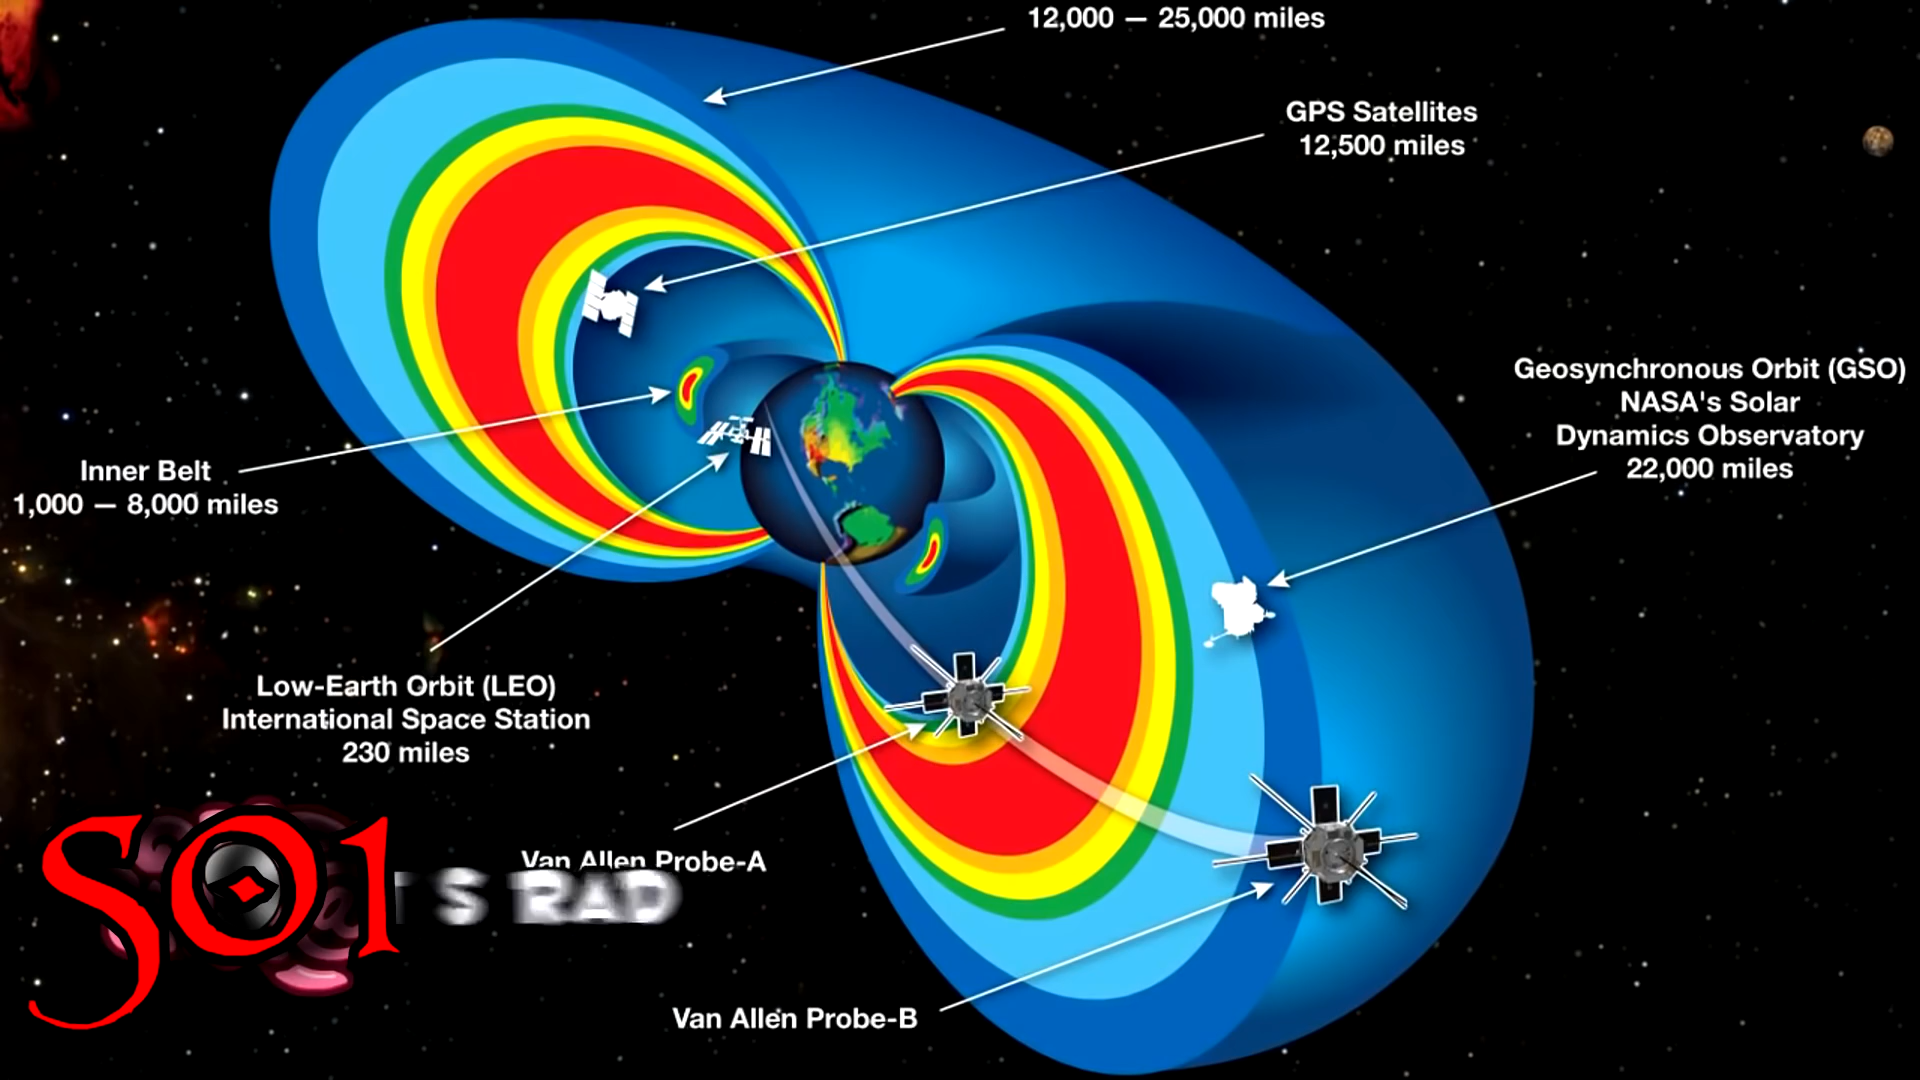 12,000 — 25,000 miles
GPS Satellites
12,500 miles
Geosynchronous Orbit (GSO)
NASA's Solar
Dynamics Observatory
22,000 miles
Inner Belt
1,000 — 8,000 miles
Low-Earth Orbit (LEO)
International Space Station
230 miles
Van Allen Probe-A
SO1
S RAD
Van Allen Probe-B